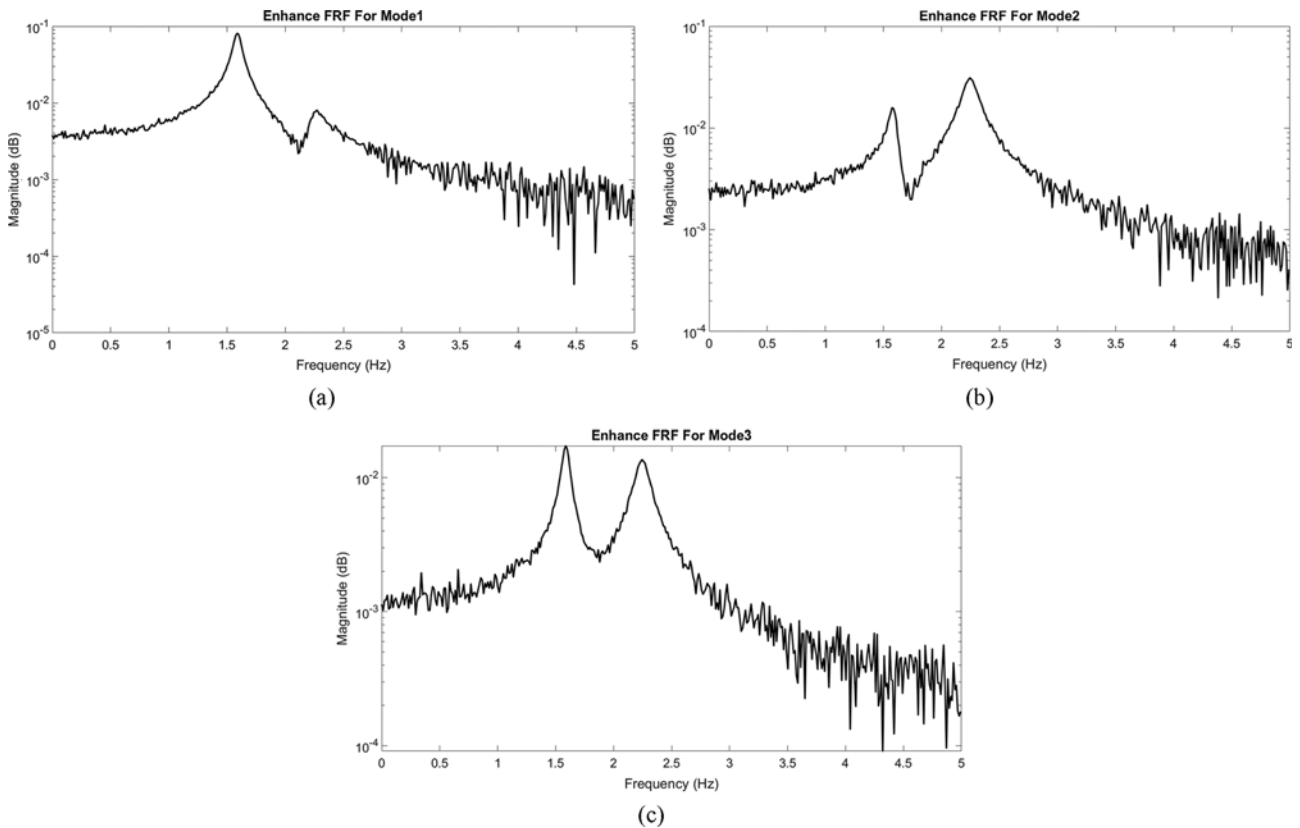 Enhance FRF For Mode1
Magnitude (dB)
10-1
10-2
10-3
10-4
10-5
0 0.5 1 1.5 2 2.5 3 3.5 4 4.5 5
Frequency (Hz)
(a)
Enhance FRF For Mode2
Magnitude (dB)
10-1
10-2
10-3
10-4
0 0.5 1 1.5 2 2.5 3 3.5 4 4.5 5
Frequency (Hz)
(b)
Enhance FRF For Mode3
Magnitude (dB)
10-2
10-3
10-4
0 0.5 1 1.5 2 2.5 3 3.5 4 4.5 5
Frequency (Hz)
(c)